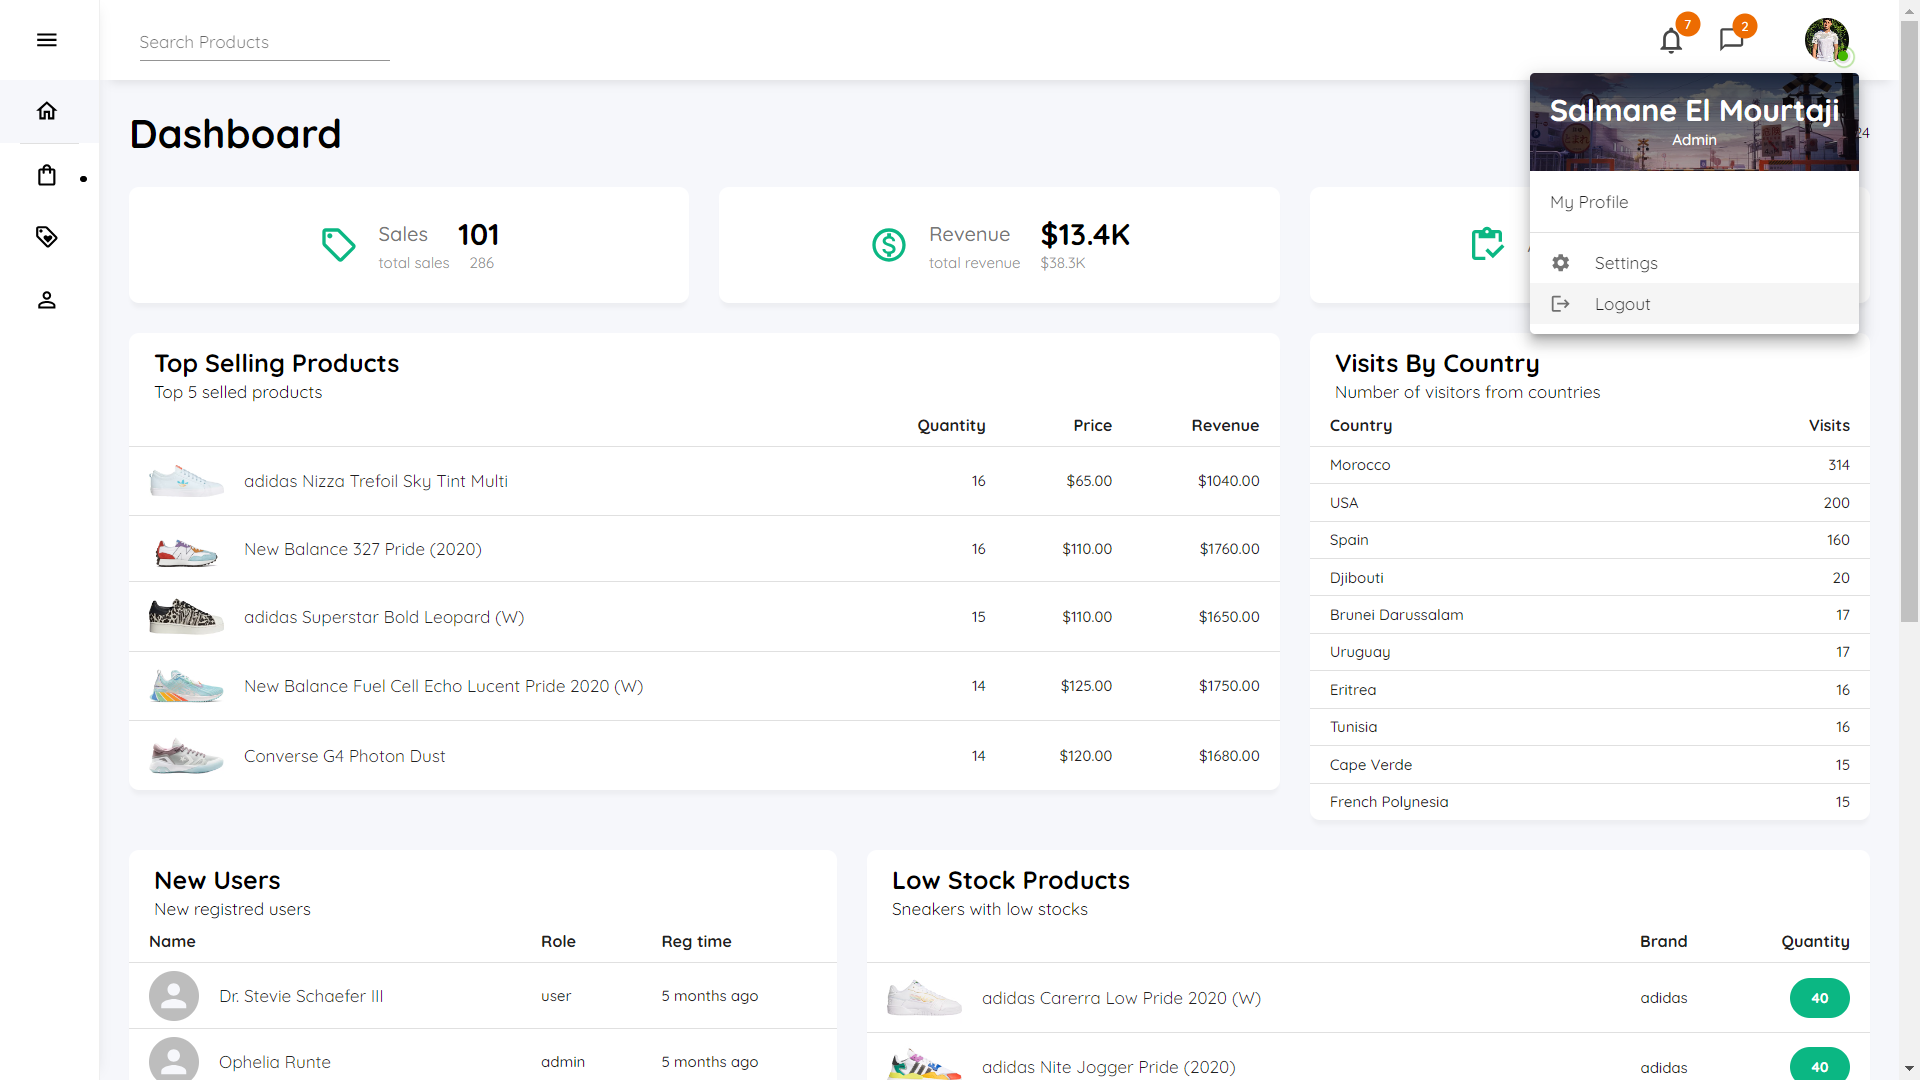 Search Products
7
2
Salmane El Mourtaji
Admin
24
My Profile
Settings
Logout
Dashboard
Sales 101
total sales 286
Revenue $13.4K
total revenue $38.3K
Top Selling Products
Top 5 selled products
Quantity Price Revenue
adidas Nizza Trefoil Sky Tint Multi 16 $65.00 $1040.00
New Balance 327 Pride (2020) 16 $110.00 $1760.00
adidas Superstar Bold Leopard (W) 15 $110.00 $1650.00
New Balance Fuel Cell Echo Lucent Pride 2020 (W) 14 $125.00 $1750.00
Converse G4 Photon Dust 14 $120.00 $1680.00
Visits By Country
Number of visitors from countries
Country Visits
Morocco 314
USA 200
Spain 160
Djibouti 20
Brunei Darussalam 17
Uruguay 17
Eritrea 16
Tunisia 16
Cape Verde 15
French Polynesia 15
New Users
New registred users
Name Role Reg time
Dr. Stevie Schaefer III user 5 months ago
Ophelia Runte admin 5 months ago
Low Stock Products
Sneakers with low stocks
Brand Quantity
adidas Carerra Low Pride 2020 (W) adidas 40
adidas Nite Jogger Pride (2020) adidas 40